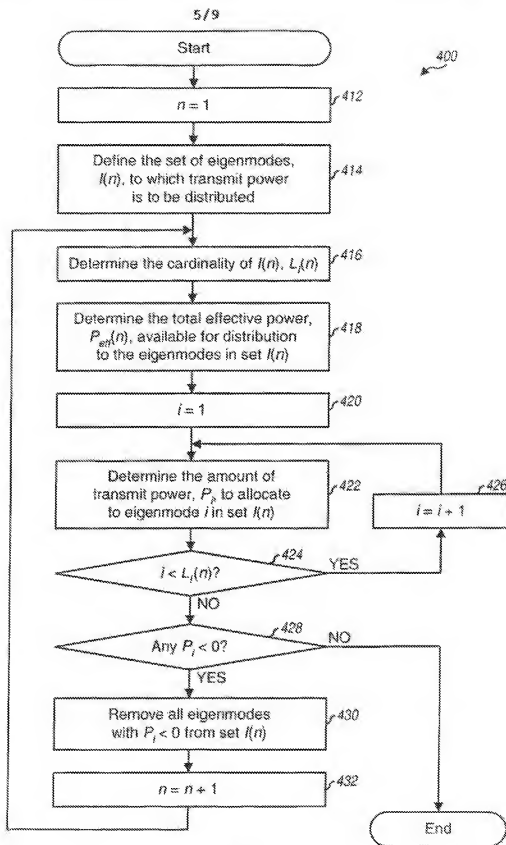 5/9
Start
400
n = 1
412
Define the set of eigenmodes,
I(n), to which transmit power
is to be distributed
414
Determine the cardinality of I(n), L_I(n)
416
Determine the total effective power,
P_eff(n), available for distribution
to the eigenmodes in set I(n)
418
i = 1
420
Determine the amount of
transmit power, P_i, to allocate
to eigenmode i in set I(n)
422
426
i = i + 1
i < L_I(n)?
424
YES
NO
Any P_i < 0?
428
NO
YES
Remove all eigenmodes
with P_i < 0 from set I(n)
430
n = n + 1
432
End